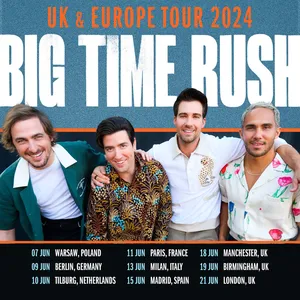 UK & EUROPE TOUR 2024
BIG TIME RUSH
07 JUN WARSAW, POLAND
09 JUN BERLIN, GERMANY
10 JUN TILBURG, NETHERLANDS
11 JUN PARIS, FRANCE
13 JUN MILAN, ITALY
15 JUN MADRID, SPAIN
18 JUN MANCHESTER, UK
19 JUN BIRMINGHAM, UK
21 JUN LONDON, UK